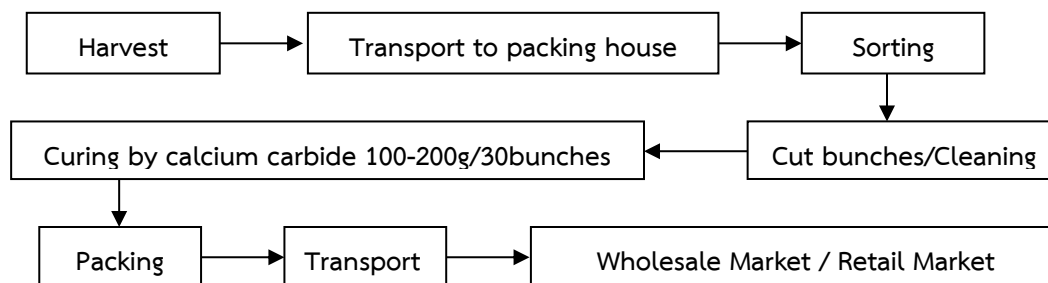 Harvest
Transport to packing house
Sorting
Cut bunches/Cleaning
Curing by calcium carbide 100-200g/30bunches
Packing
Transport
Wholesale Market / Retail Market